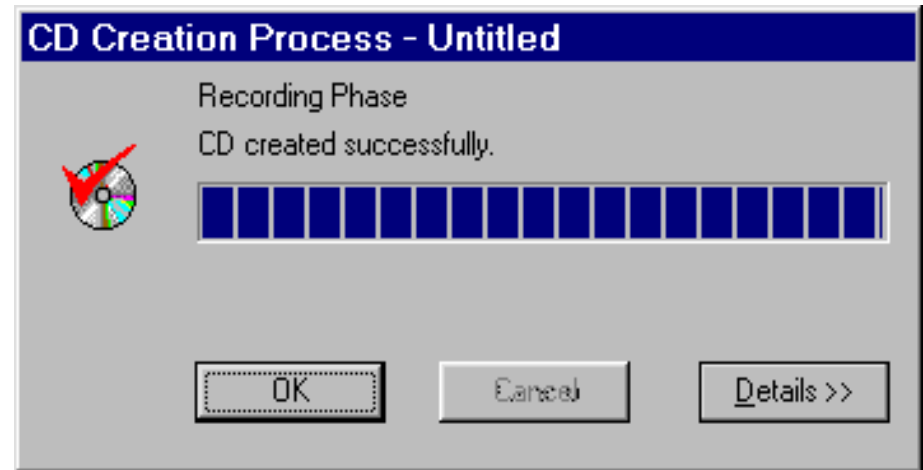 CD Creation Process - Untitled
Recording Phase
CD created successfully.
OK Cancel Details >>